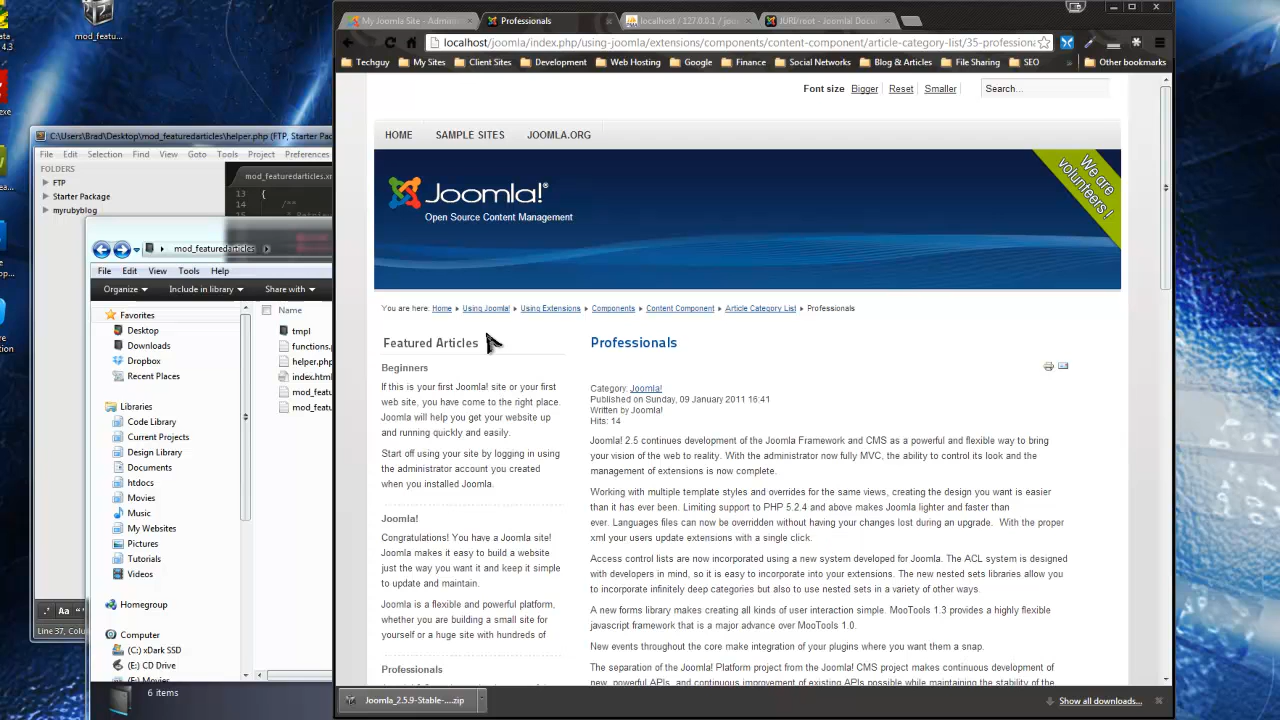 mod_featu...
ata
4.3
.exe
ation
My Joomla Site - Administ
Professionals
localhost / 127.0.0.1 / joom
JURI/root - Joomla! Docum
localhost/joomla/index.php/using-joomla/extensions/components/content-component/article-category-list/35-professiona
Techguy
My Sites
Client Sites
Development
Web Hosting
Google
Finance
Social Networks
Blog & Articles
File Sharing
SEO
»
Other bookmarks
C:\Users\Brad\Desktop\mod_featuredarticles\helper.php (FTP, Starter Pac
File Edit Selection Find View Goto Tools Project Preferences
FOLDERS
FTP
Starter Package
myrubyblog
mod_featuredarticles.xm
13 {
14 /**
mod_featuredarticles
File Edit View Tools Help
Organize Include in library Share with
Favorites
Desktop
Downloads
Dropbox
Recent Places
Libraries
Code Library
Current Projects
Design Library
Documents
htdocs
Movies
Music
My Websites
Pictures
Tutorials
Videos
Homegroup
Computer
(C:) xDark SSD
(E:) CD Drive
Name
tmpl
functions.
helper.php
index.html
mod_featu
mod_featu
6 items
Line 37, Colu
Aa
Font size Bigger Reset Smaller
Search...
HOME SAMPLE SITES JOOMLA.ORG
Joomla!®
Open Source Content Management
We are
volunteers!
You are here: Home Using Joomla! Using Extensions Components Content Component Article Category List Professionals
Featured Articles
Beginners
If this is your first Joomla! site or your first
web site, you have come to the right place.
Joomla will help you get your website up
and running quickly and easily.
Start off using your site by logging in using
the administrator account you created
when you installed Joomla.
Joomla!
Congratulations! You have a Joomla site!
Joomla makes it easy to build a website
just the way you want it and keep it simple
to update and maintain.
Joomla is a flexible and powerful platform,
whether you are building a small site for
yourself or a huge site with hundreds of
Professionals
Professionals
Category: Joomla!
Published on Sunday, 09 January 2011 16:41
Written by Joomla!
Hits: 14
Joomla! 2.5 continues development of the Joomla Framework and CMS as a powerful and flexible way to bring
your vision of the web to reality. With the administrator now fully MVC, the ability to control its look and the
management of extensions is now complete.
Working with multiple template styles and overrides for the same views, creating the design you want is easier
than it has ever been. Limiting support to PHP 5.2.4 and above makes Joomla lighter and faster than
ever. Languages files can now be overridden without having your changes lost during an upgrade. With the proper
xml your users update extensions with a single click.
Access control lists are now incorporated using a new system developed for Joomla. The ACL system is designed
with developers in mind, so it is easy to incorporate into your extensions. The new nested sets libraries allow you
to incorporate infinitely deep categories but also to use nested sets in a variety of other ways.
A new forms library makes creating all kinds of user interaction simple. MooTools 1.3 provides a highly flexible
javascript framework that is a major advance over MooTools 1.0.
New events throughout the core make integration of your plugins where you want them a snap.
The separation of the Joomla! Platform project from the Joomla! CMS project makes continuous development of
new, powerful APIs and continuous improvement of existing APIs possible while maintaining the stability of the
Joomla_2.5.9-Stable-....zip
Show all downloads...